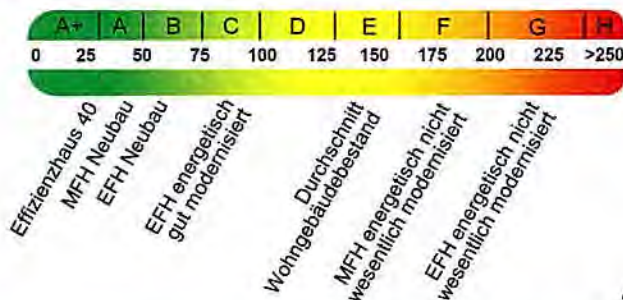 A+ A B C D E F G H
0 25 50 75 100 125 150 175 200 225 >250
Effizienzhaus 40
MFH Neubau
EFH Neubau
EFH energetisch
gut modernisiert
Durchschnitt
Wohngebäudebestand
MFH energetisch nicht
wesentlich modernisiert
EFH energetisch nicht
wesentlich modernisiert